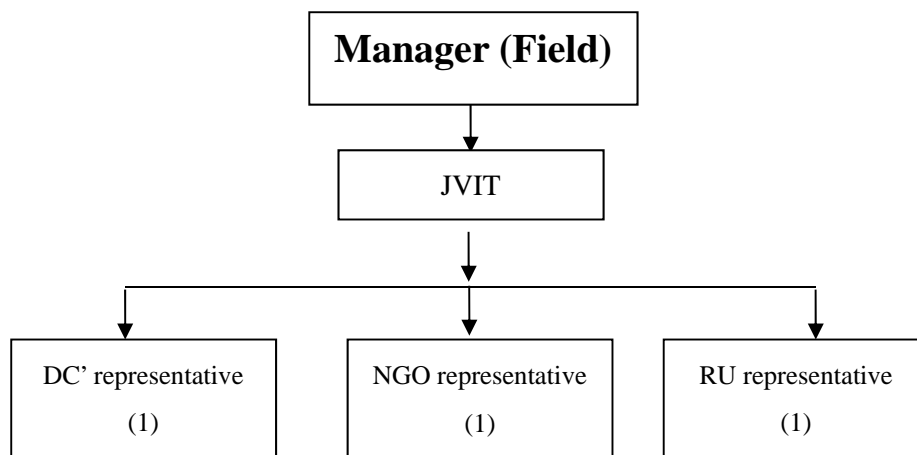 Manager (Field)
JVIT
DC’ representative
(1)
NGO representative
(1)
RU representative
(1)